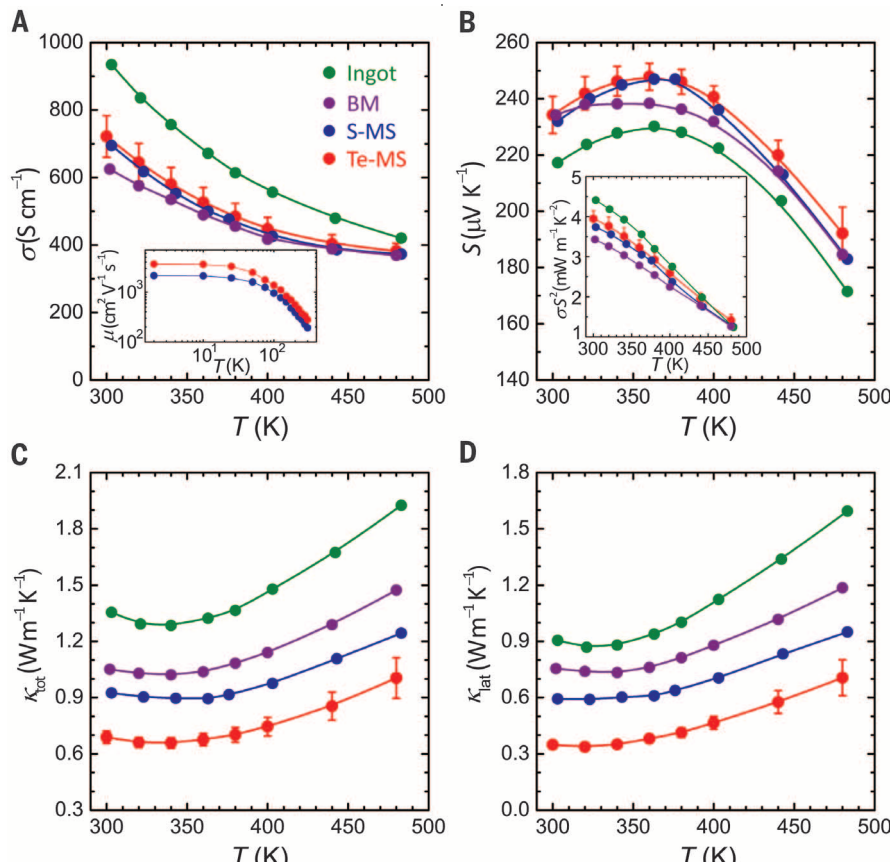 A
σ(S cm⁻¹)
1000
800
600
400
200
0
Ingot
BM
S-MS
Te-MS
μ(cm² V⁻¹ s⁻¹)
10³
10²
10¹ 10²
T(K)
300 350 400 450 500
T (K)
B
S(μV K⁻¹)
260
240
220
200
180
160
140
σS²(mW m⁻¹ K⁻²)
5
4
3
2
1
300 350 400 450 500
T (K)
300 350 400 450 500
T (K)
C
κtot(Wm⁻¹K⁻¹)
2.1
1.8
1.5
1.2
0.9
0.6
0.3
300 350 400 450 500
T (K)
D
κlat(Wm⁻¹K⁻¹)
1.8
1.5
1.2
0.9
0.6
0.3
0.0
300 350 400 450 500
T (K)